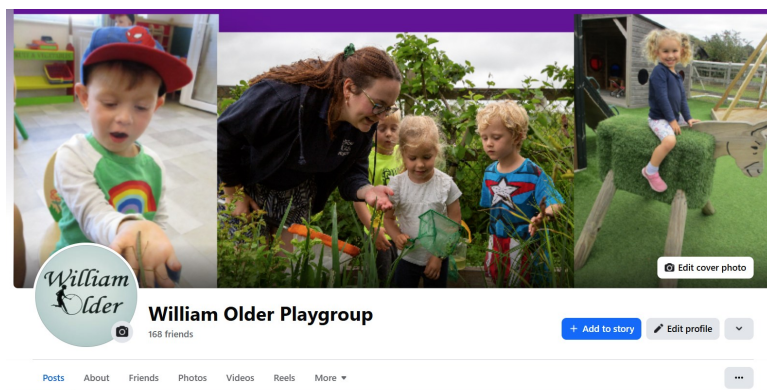 Edit cover photo
William
Older
William Older Playgroup
168 friends
+ Add to story
Edit profile
Posts
About
Friends
Photos
Videos
Reels
More